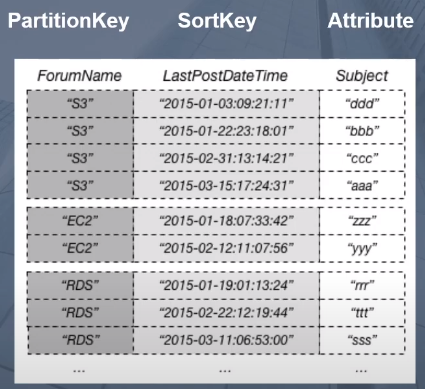 PartitionKey SortKey Attribute
ForumName LastPostDateTime Subject
“S3” “2015-01-03:09:21:11” “ddd”
“S3” “2015-01-22:23:18:01” “bbb”
“S3” “2015-02-31:13:14:21” “ccc”
“S3” “2015-03-15:17:24:31” “aaa”
“EC2” “2015-01-18:07:33:42” “zzz”
“EC2” “2015-02-12:11:07:56” “yyy”
“RDS” “2015-01-19:01:13:24” “rrr”
“RDS” “2015-02-22:12:19:44” “ttt”
“RDS” “2015-03-11:06:53:00” “sss”
... ... ...